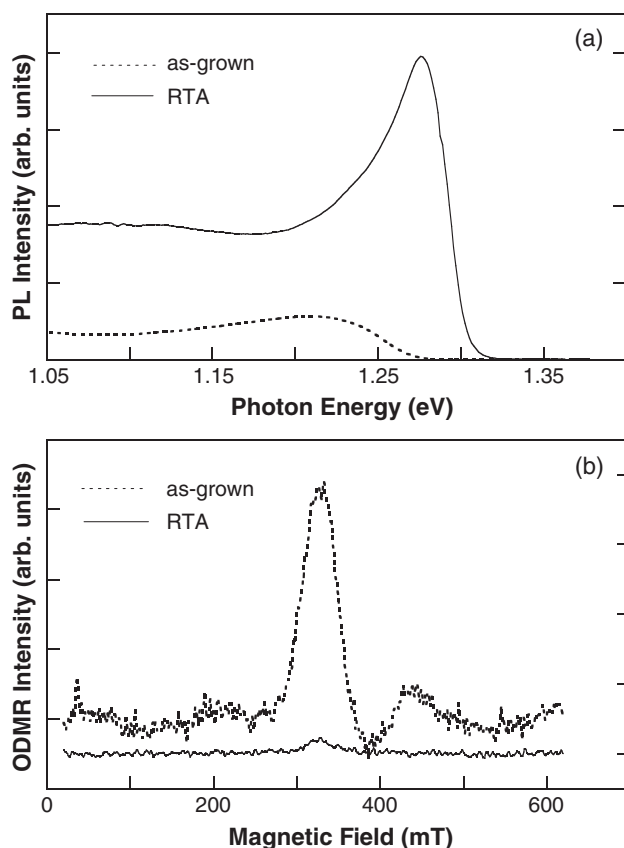 (a)
as-grown
RTA
PL Intensity (arb. units)
1.05 1.15 1.25 1.35
Photon Energy (eV)
(b)
as-grown
RTA
ODMR Intensity (arb. units)
0 200 400 600
Magnetic Field (mT)